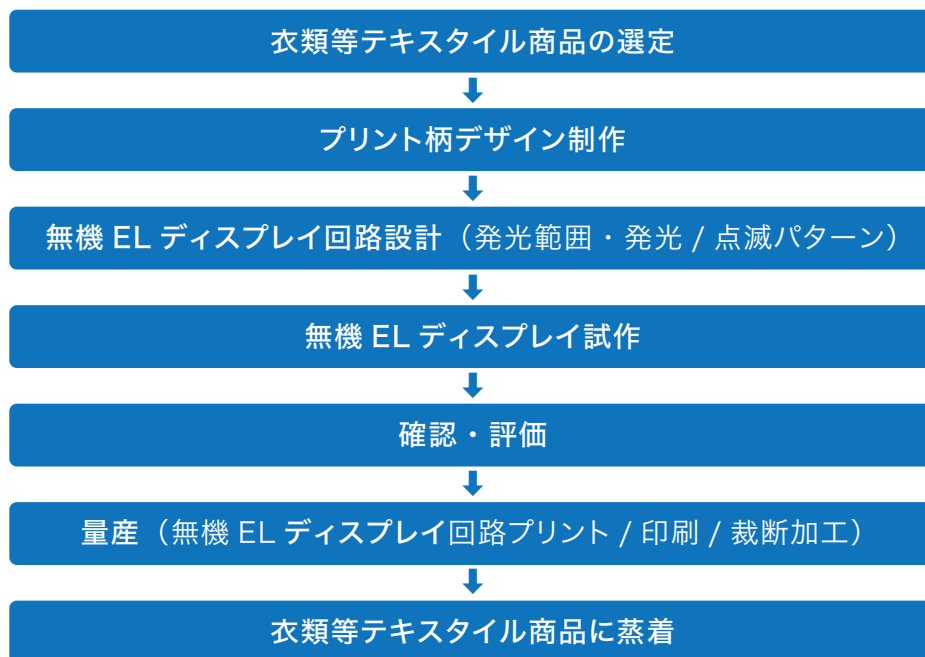 衣類等テキスタイル商品の選定
プリント柄デザイン制作
無機 EL ディスプレイ回路設計（発光範囲・発光 / 点滅パターン）
無機 EL ディスプレイ試作
確認・評価
量産（無機 EL ディスプレイ回路プリント / 印刷 / 裁断加工）
衣類等テキスタイル商品に蒸着